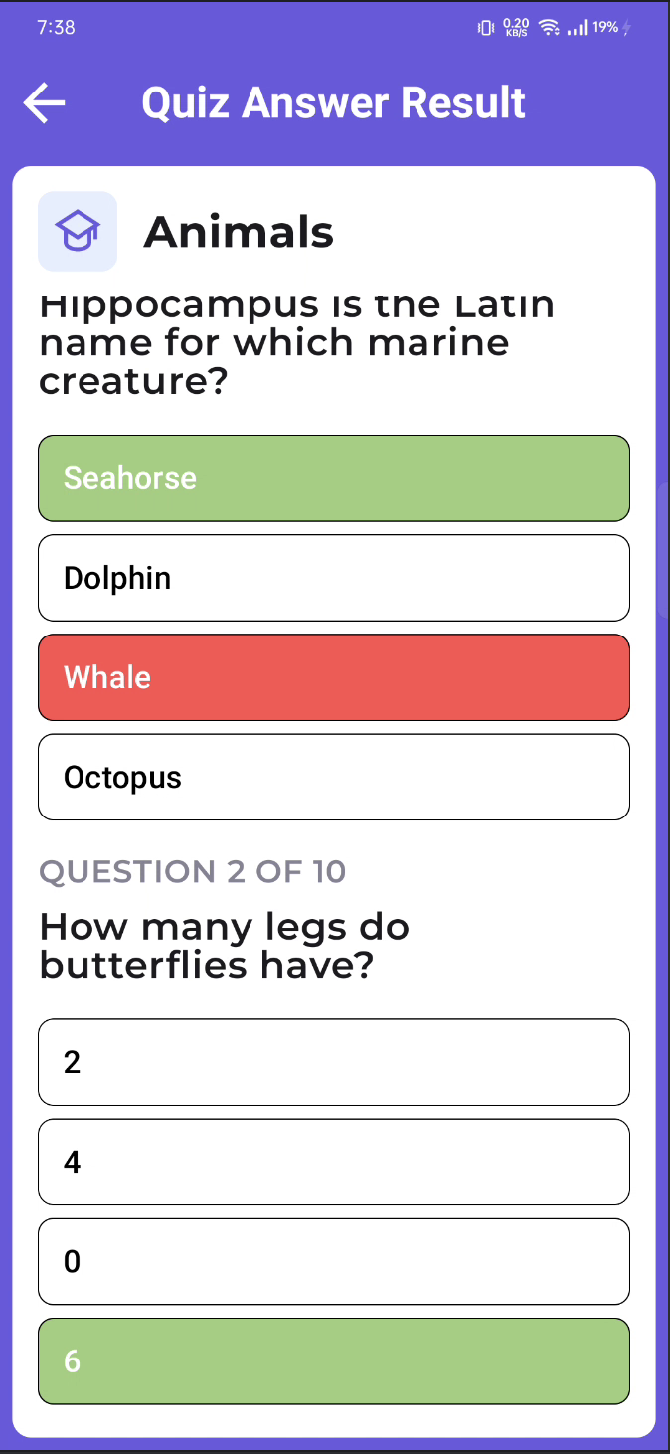 7:38
0.20
KB/S
19%
Quiz Answer Result
Animals
Hippocampus is the Latin
name for which marine
creature?
Seahorse
Dolphin
Whale
Octopus
QUESTION 2 OF 10
How many legs do
butterflies have?
2
4
0
6